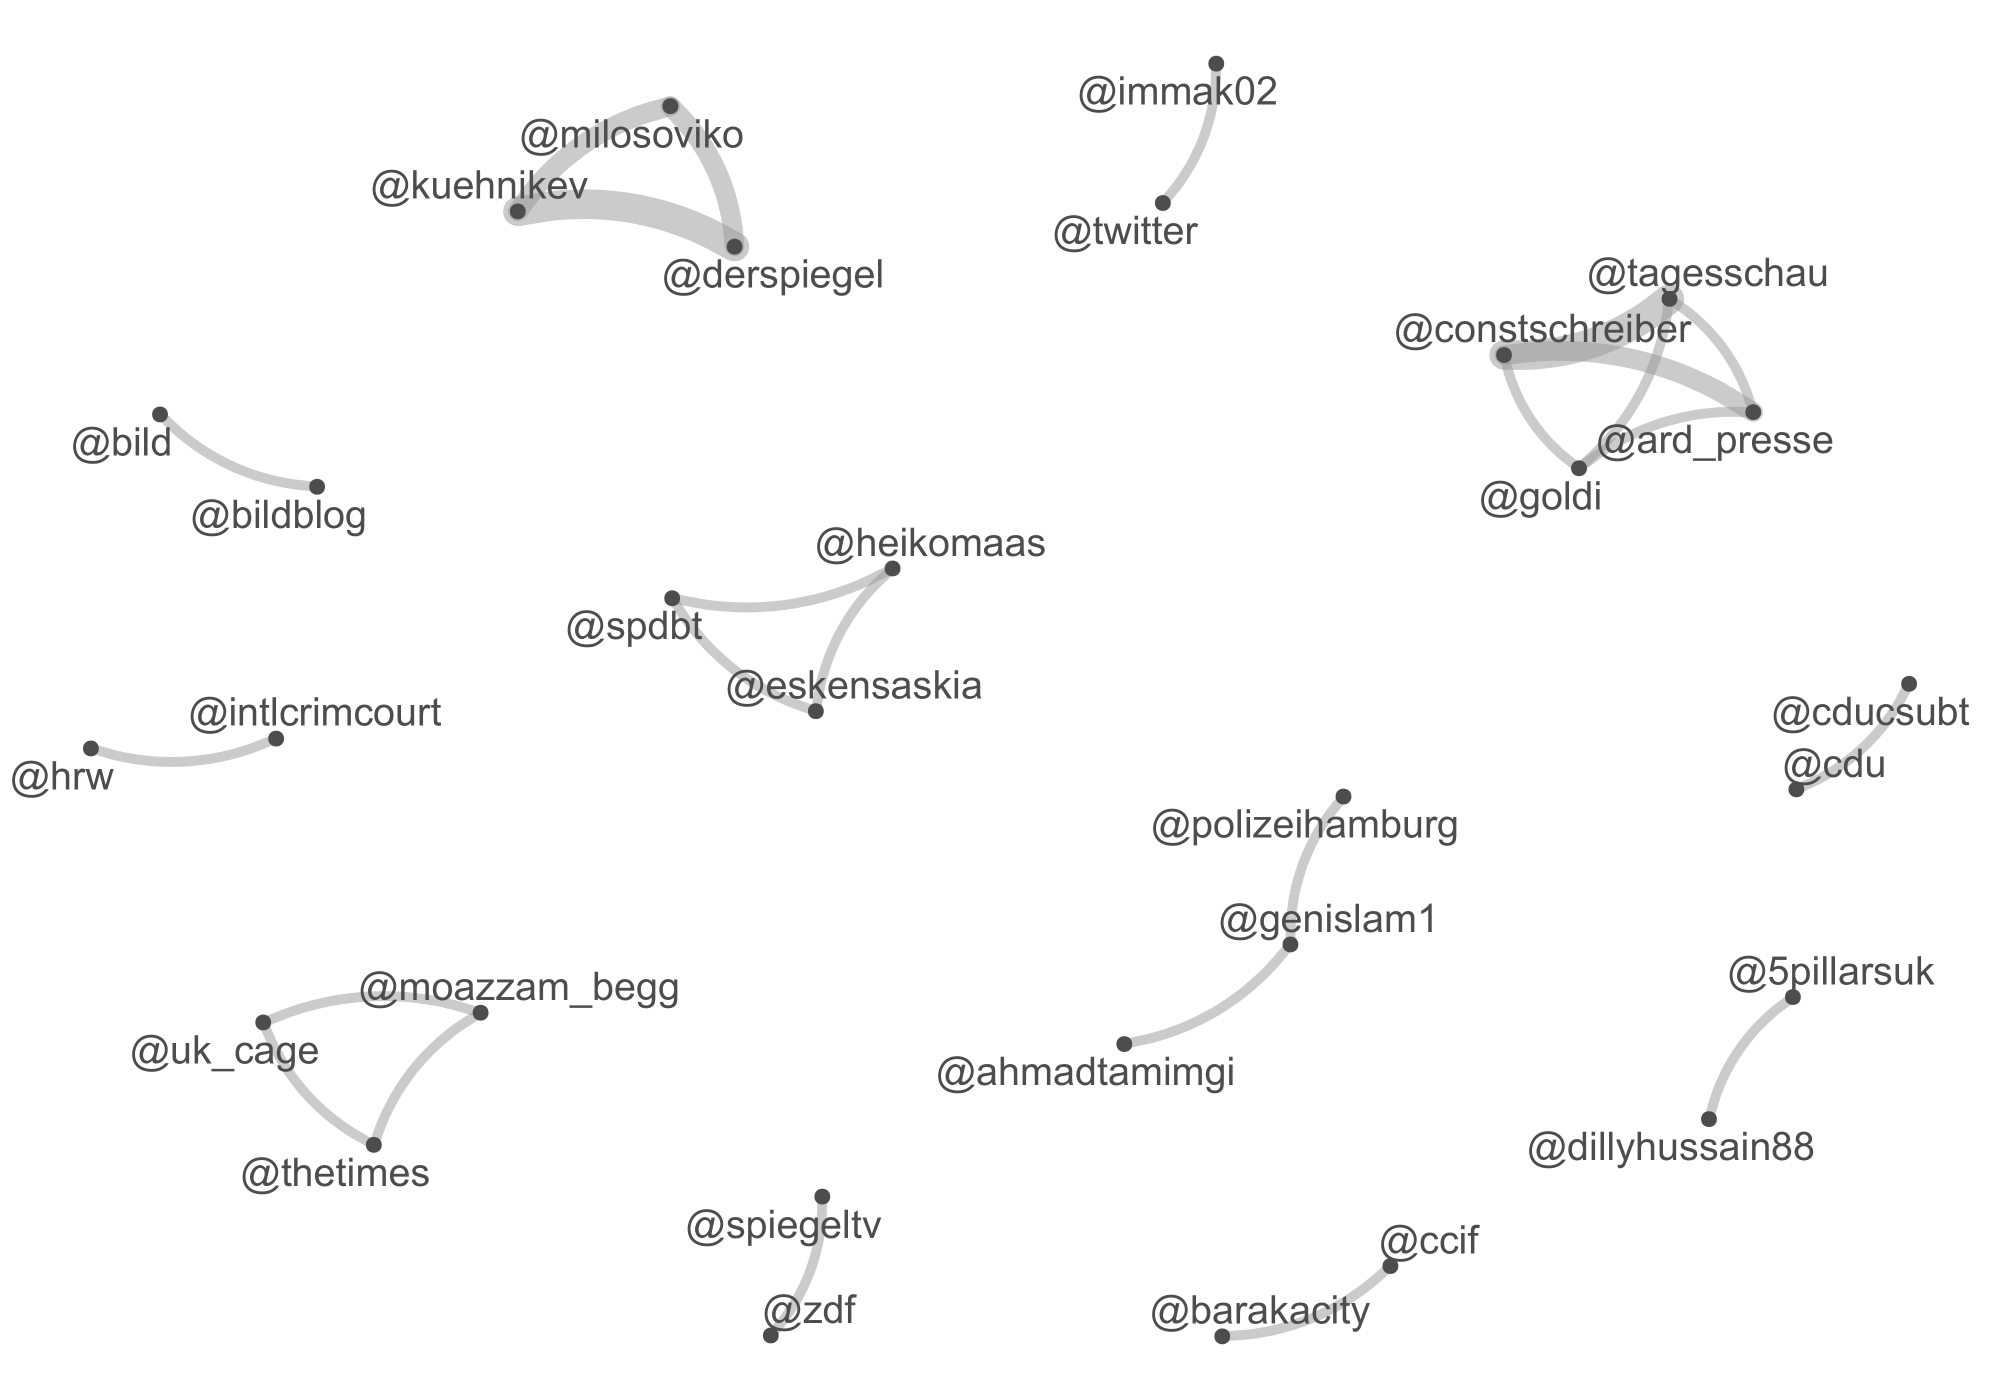 @immak02
@milosoviko
@kuehnikev
@twitter
@derspiegel
@tagesschau
@constschreiber
@bild
@ard_presse
@goldi
@bildblog
@heikomaas
@spdbt
@eskensaskia
@intlcrimcourt
@cducsubt
@hrw
@cdu
@polizeihamburg
@genislam1
@5pillarsuk
@moazzam_begg
@uk_cage
@ahmadtamimgi
@dillyhussain88
@thetimes
@spiegeltv
@ccif
@zdf
@barakacity